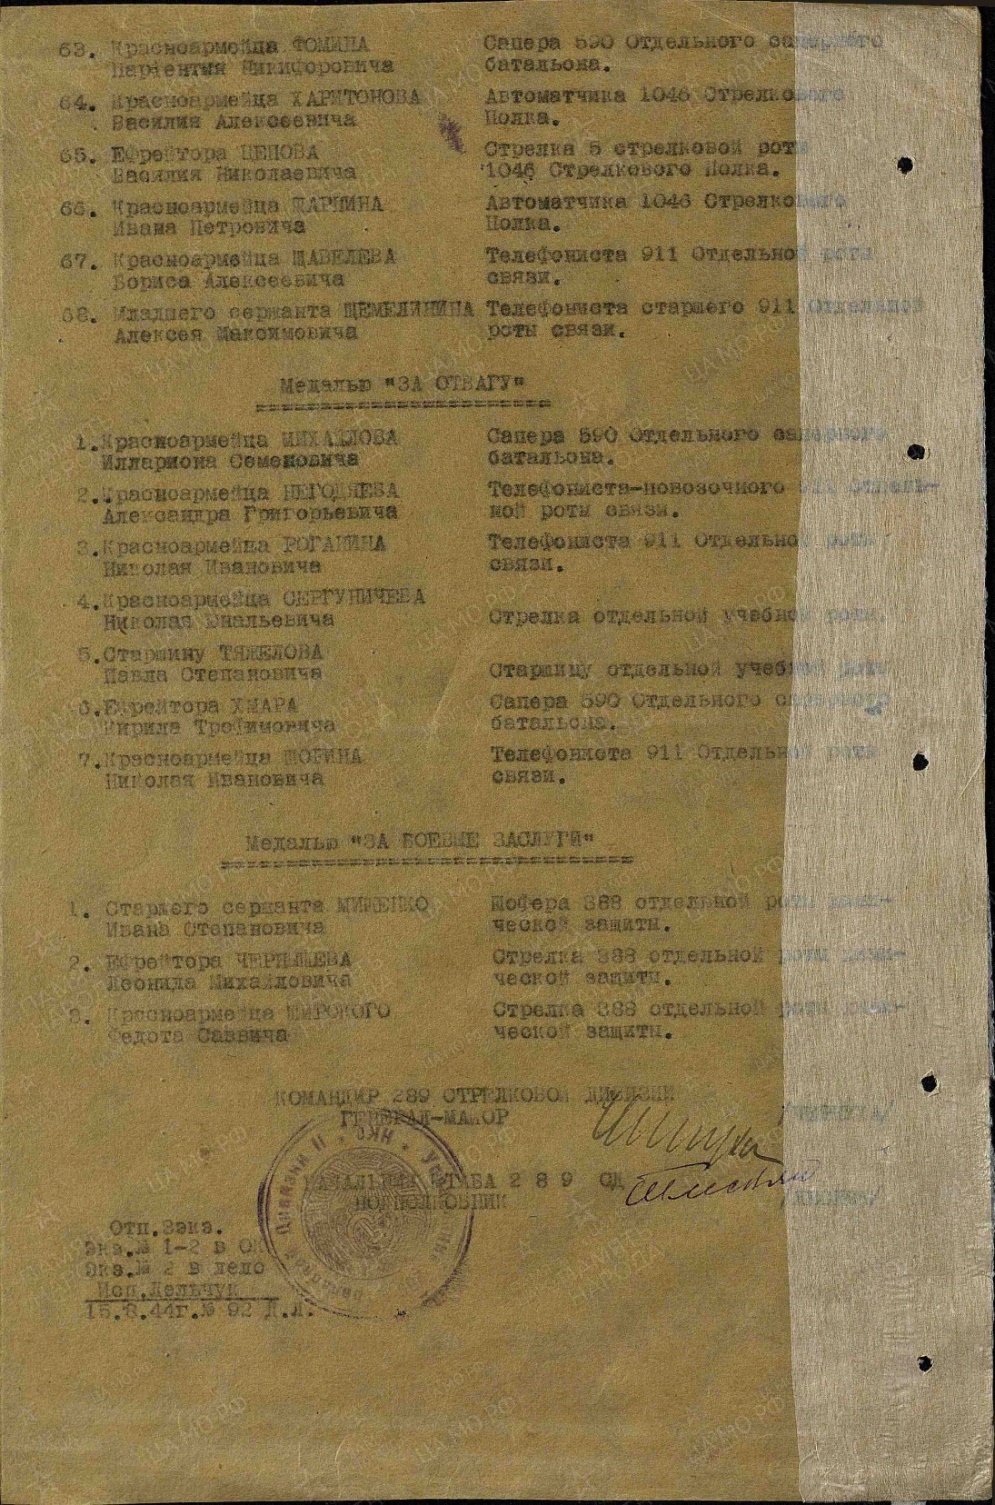 63. Красноармейца ФОМИНА Сапера 590 Отдельного саперного
Парфентия Никифоровича батальона.
64. Красноармейца ХАРИТОНОВА Автоматчика 1046 Стрелкового
Василия Алексеевича Полка.
65. Ефрейтора ЦЕПОВА Стрелка 5 стрелковой роты
Василия Николаевича 1046 Стрелкового Полка.
66. Красноармейца Автоматчика 1046 Стрелкового
Ивана Петровича Полка.
67. Красноармейца ЩАВЕЛЕВА Телефониста 911 Отдельной роты
Бориса Алексеевича связи.
68. Младшего сержанта ЩЕМЕЛИНИНА Телефониста старшего 911 Отдельной
Алексея Максимовича роты связи.
Медалью "ЗА ОТВАГУ"
1. Красноармейца МИХАЙЛОВА Сапера 590 Отдельного саперного
Иллариона Семеновича батальона.
2. Красноармейца НЕГОДЯЕВА Телефониста-повозочного 911 Отдель-
Александра Григорьевича ной роты связи.
3. Красноармейца РОГАНИНА Телефониста 911 Отдельной роты
Николая Ивановича связи.
4. Красноармейца СЕРГУНИЧЕВА
Николая Стрелка отдельной учебной роты.
5. Старшину ТЯЖЕЛОВА
Павла Степановича Старшину отдельной учебной роты
6. Ефрейтора ХМАРА Сапера 590 Отдельного саперного
Кирила Трофимовича батальона.
7. Красноармейца ШОРИНА Телефониста 911 Отдельной роты
Николая Ивановича связи.
Медалью "ЗА БОЕВЫЕ ЗАСЛУГИ"
1. Старшего сержанта МИЩЕНКО Шофера 388 отдельной роты хими-
Ивана Степановича ческой защиты.
2. Ефрейтора ЧЕРНЫШЕВА Стрелка 388 отдельной роты хими-
Леонида Михайловича ческой защиты.
3. Красноармейца ШИРОКОГО Стрелка 388 отдельной роты хими-
Федота Саввича ческой защиты.
КОМАНДИР 289 СТРЕЛКОВОЙ ДИВИЗИИ
ГЕНЕРАЛ-МАЙОР
НАЧАЛЬНИК ШТАБА 2 8 9 СД
ПОДПОЛКОВНИК
Отп.3экз.
Экз.№ 1-2 в ОК
Экз.№ 2 в дело
Исп.Дельчук
15.8.44г.№ 92 Д.Л.